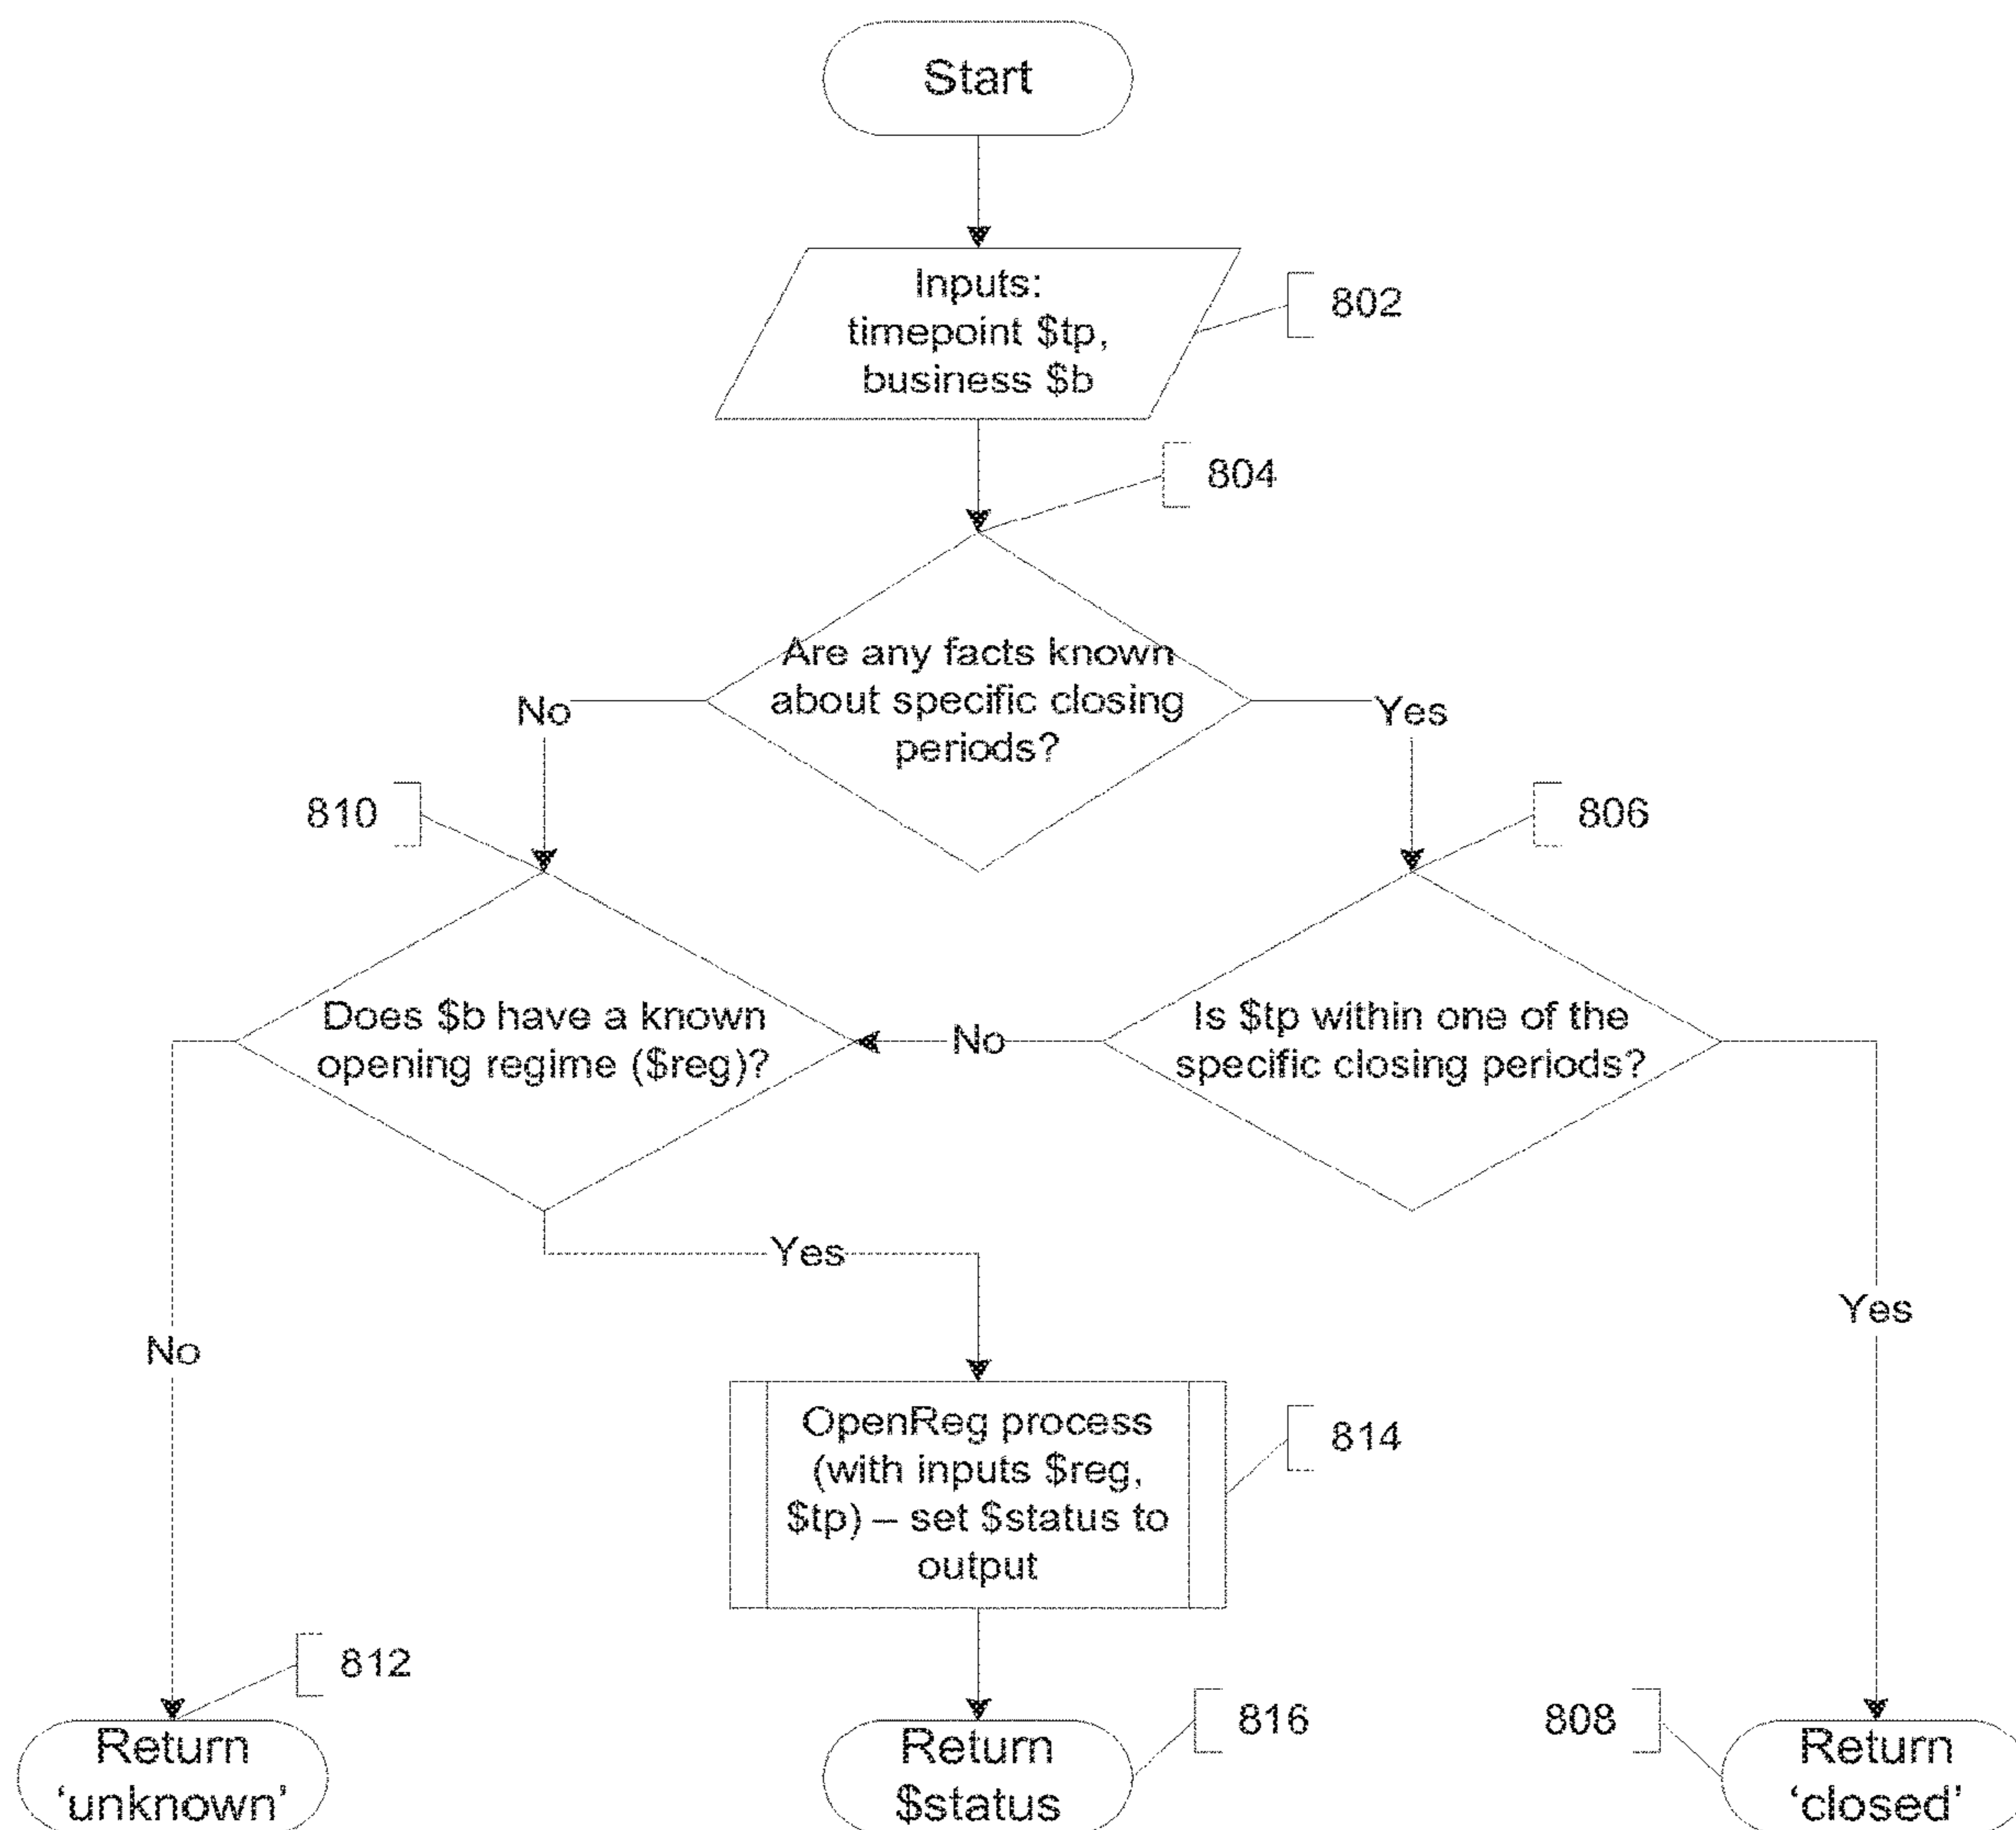 Start
Inputs:
timepoint $tp,
business $b
802
804
Are any facts known
about specific closing
periods?
No
Yes
810
806
Does $b have a known
opening regime ($reg)?
No
Is $tp within one of the
specific closing periods?
Yes
Yes
No
OpenReg process
(with inputs $reg,
$tp) – set $status to
output
814
812
816
808
Return
‘unknown’
Return
$status
Return
‘closed’